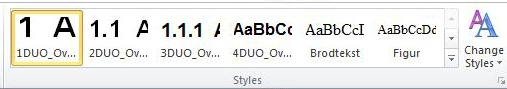 1 A 1.1 A 1.1.1 A AaBbCc AaBbCcI AaBbCcDd
1DUO_Ov... 2DUO_Ov... 3DUO_Ov... 4DUO_Ov... Brodtekst Figur
Change
Styles
Styles